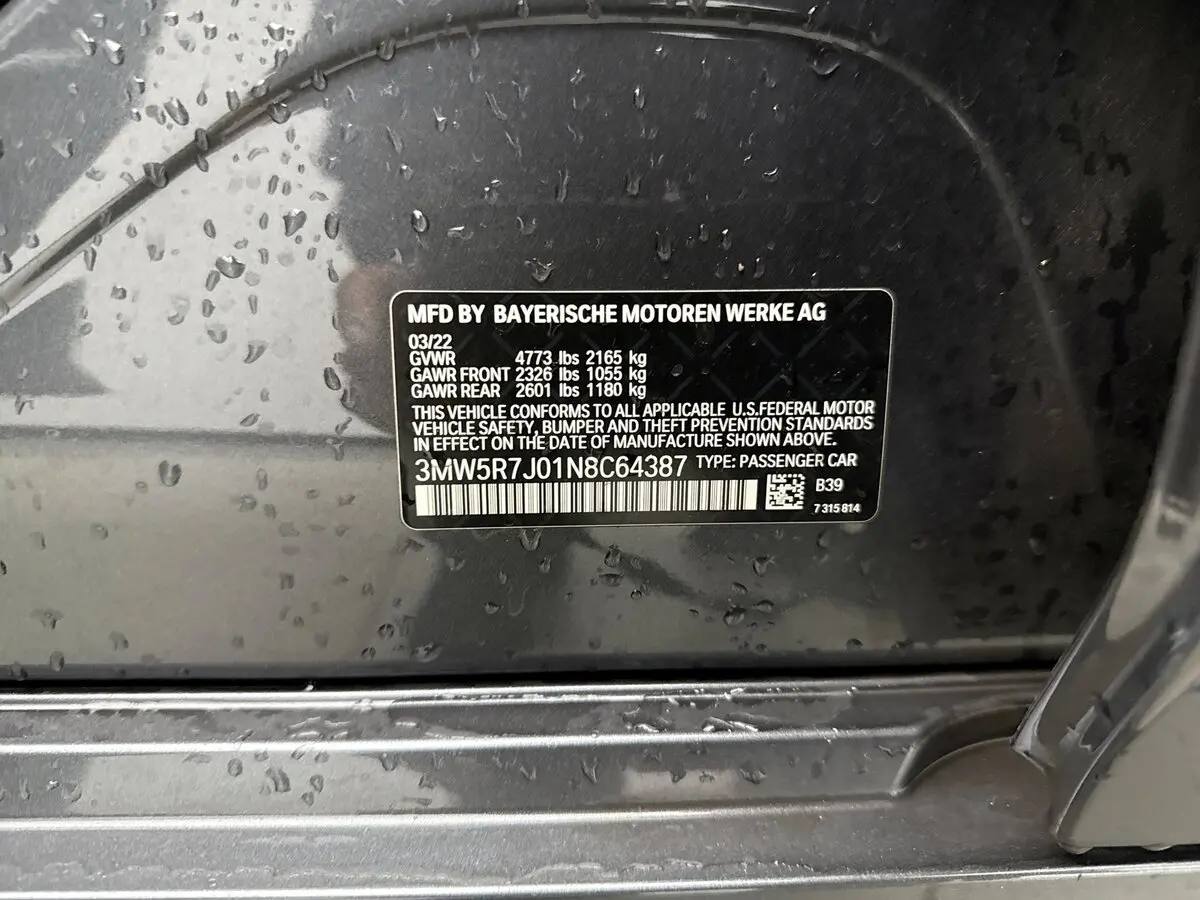 MFD BY BAYERISCHE MOTOREN WERKE AG
03/22
GVWR 4773 lbs 2165 kg
GAWR FRONT 2326 lbs 1055 kg
GAWR REAR 2601 lbs 1180 kg
THIS VEHICLE CONFORMS TO ALL APPLICABLE U.S.FEDERAL MOTOR
VEHICLE SAFETY, BUMPER AND THEFT PREVENTION STANDARDS
IN EFFECT ON THE DATE OF MANUFACTURE SHOWN ABOVE.
3MW5R7J01N8C64387 TYPE: PASSENGER CAR
B39
7 315 814